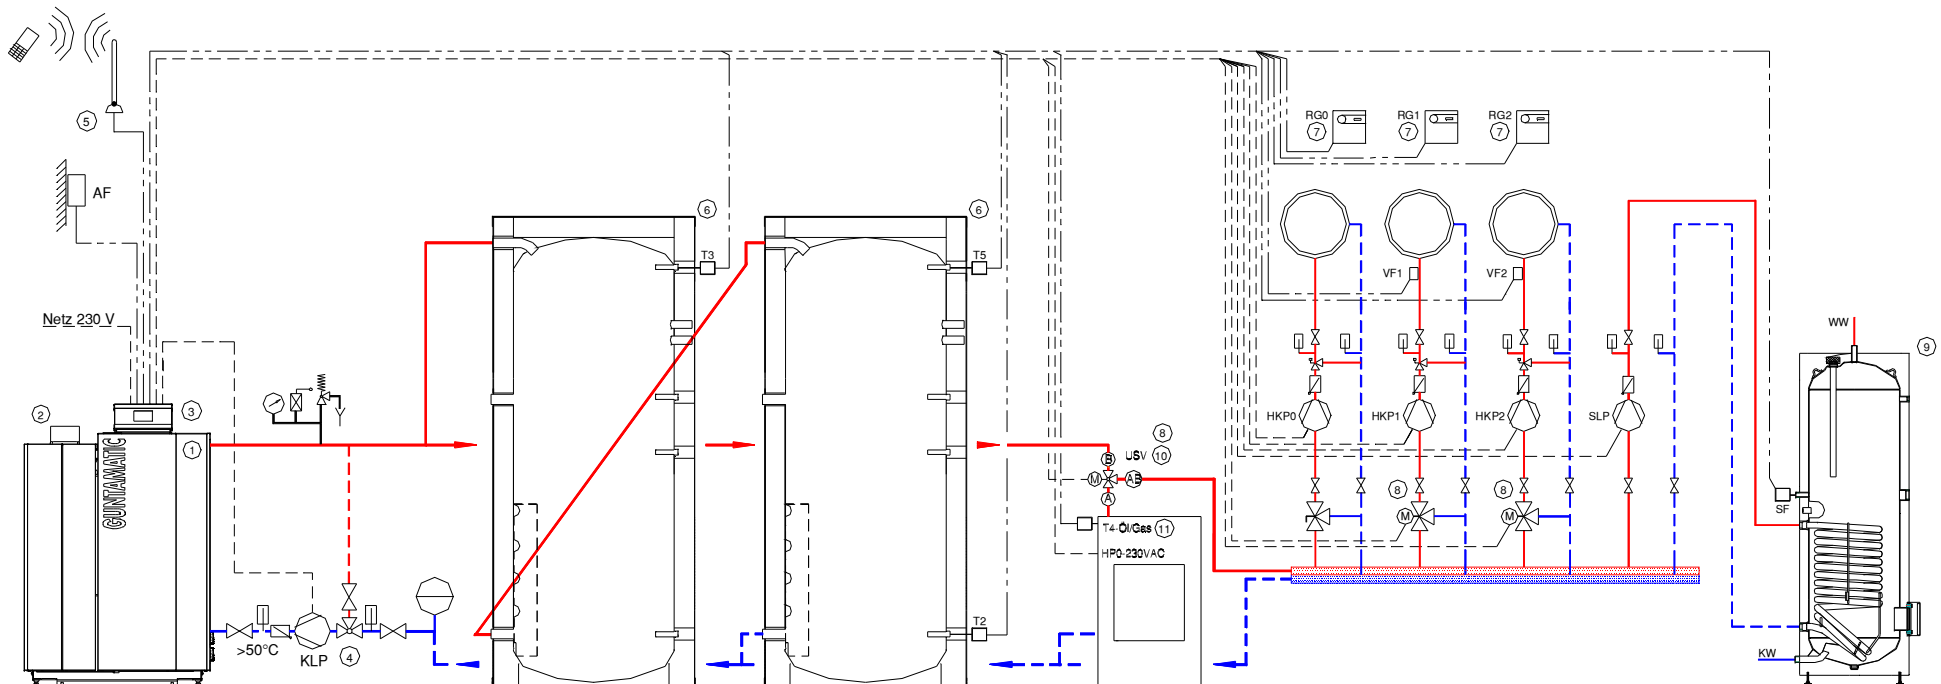 5
AF
Netz 230 V
2
3
1
GUNTAMATIC
>50°C
KLP
4
6
T3
6
T5
T2
8
USV
10
B
M
AB
A
T4-Öl/Gas
11
HP0-230VAC
RG0
7
RG1
7
RG2
7
VF1
VF2
HKP0
HKP1
HKP2
SLP
8
M
8
M
WW
9
SF
KW